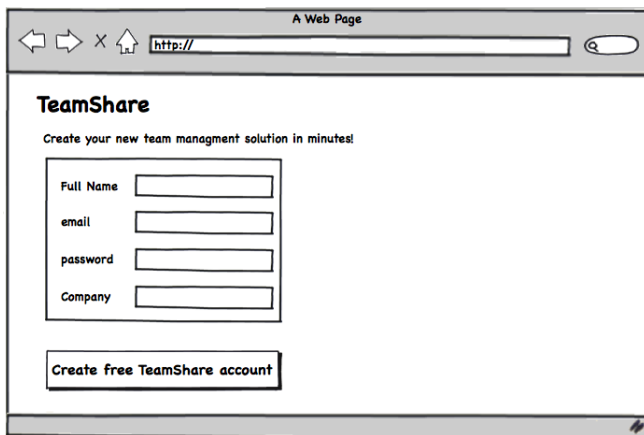 A Web Page
http://
TeamShare
Create your new team managment solution in minutes!
Full Name
email
password
Company
Create free TeamShare account